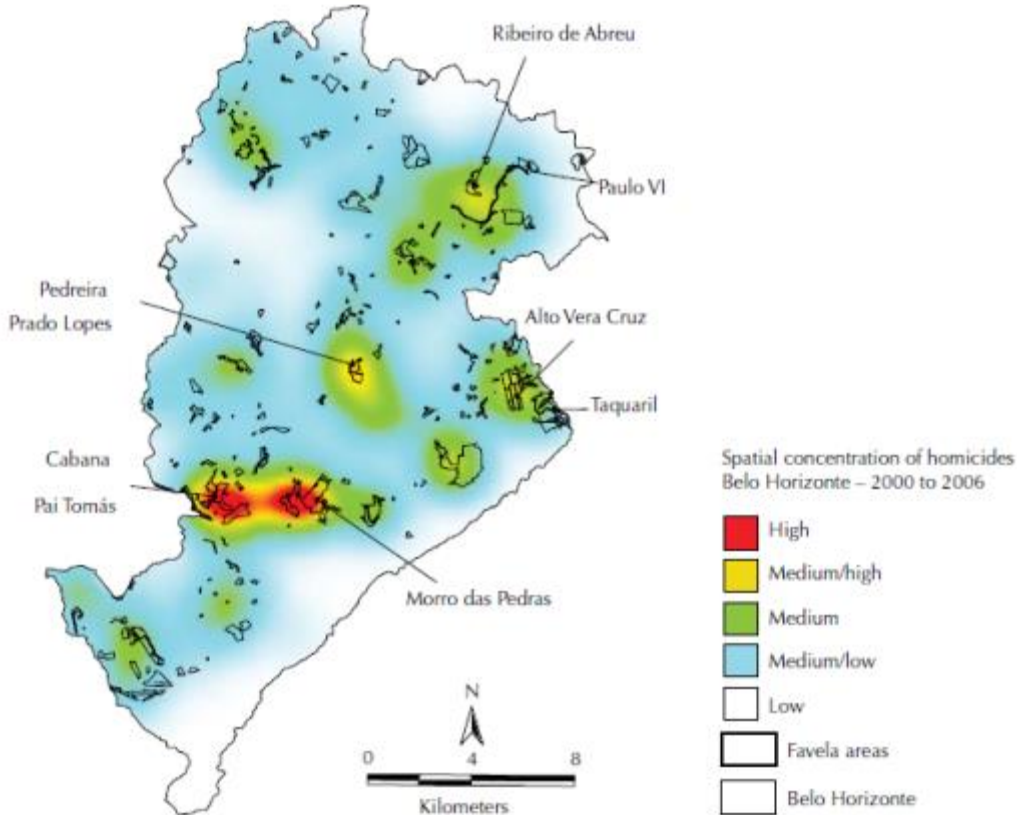 Ribeiro de Abreu
Paulo VI
Pedreira
Prado Lopes
Alto Vera Cruz
Taquaril
Cabana
Pai Tomás
Morro das Pedras
N
0 4 8
Kilometers
Spatial concentration of homicides
Belo Horizonte – 2000 to 2006
High
Medium/high
Medium
Medium/low
Low
Favela areas
Belo Horizonte